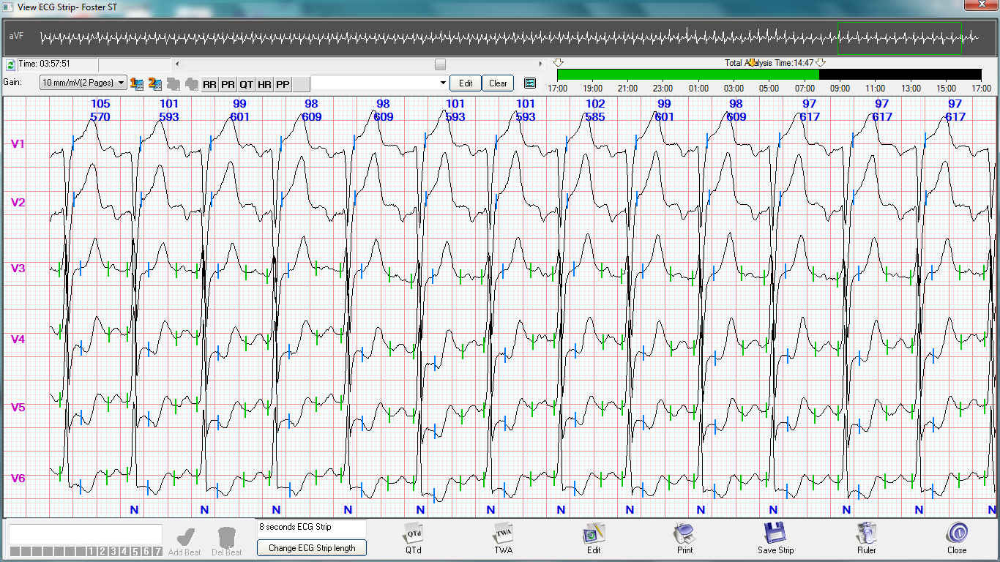 View ECG Strip- Foster ST
aVF
Time: 03:57:51
Total Analysis Time:14:47
Gain:
10 mm/mV(2 Pages)
1 2 RR PR QT HR PP
Edit
Clear
17:00 19:00 21:00 23:00 01:00 03:00 05:00 07:00 09:00 11:00 13:00 15:00 17:00
105 101 99 98 98 101 101 102 99 98 97 97 97
570 593 601 609 609 593 593 585 601 609 617 617 617
V1
V2
V3
V4
V5
V6
N N N N N N N N N N N N N
8 seconds ECG Strip
Change ECG Strip length
1 2 3 4 5 6 7
Add Beat
Del Beat
QTd
QTd
TWA
TWA
Edit
Print
Save Strip
Ruler
Close